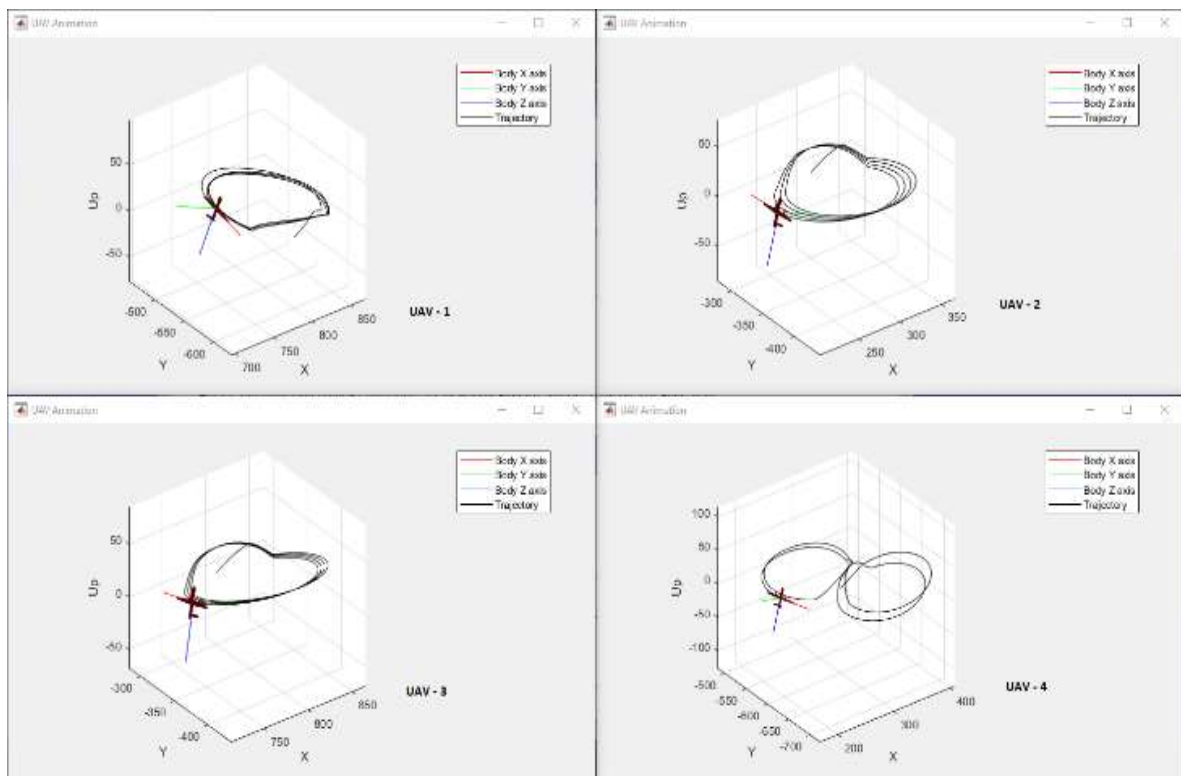 UAV Animation
Body X axis
Body Y axis
Body Z axis
Trajectory
50
0
-50
Up
-500
-550
-600
Y
700
750
800
850
X
UAV - 1
UAV Animation
Body X axis
Body Y axis
Body Z axis
Trajectory
50
0
-50
Up
-300
-350
-400
Y
250
300
350
X
UAV - 2
UAV Animation
Body X axis
Body Y axis
Body Z axis
Trajectory
50
0
-50
Up
-300
-350
-400
Y
750
800
850
X
UAV - 3
UAV Animation
Body X axis
Body Y axis
Body Z axis
Trajectory
100
50
0
-50
-100
Up
-500
-550
-600
-650
-700
Y
200
300
400
X
UAV - 4